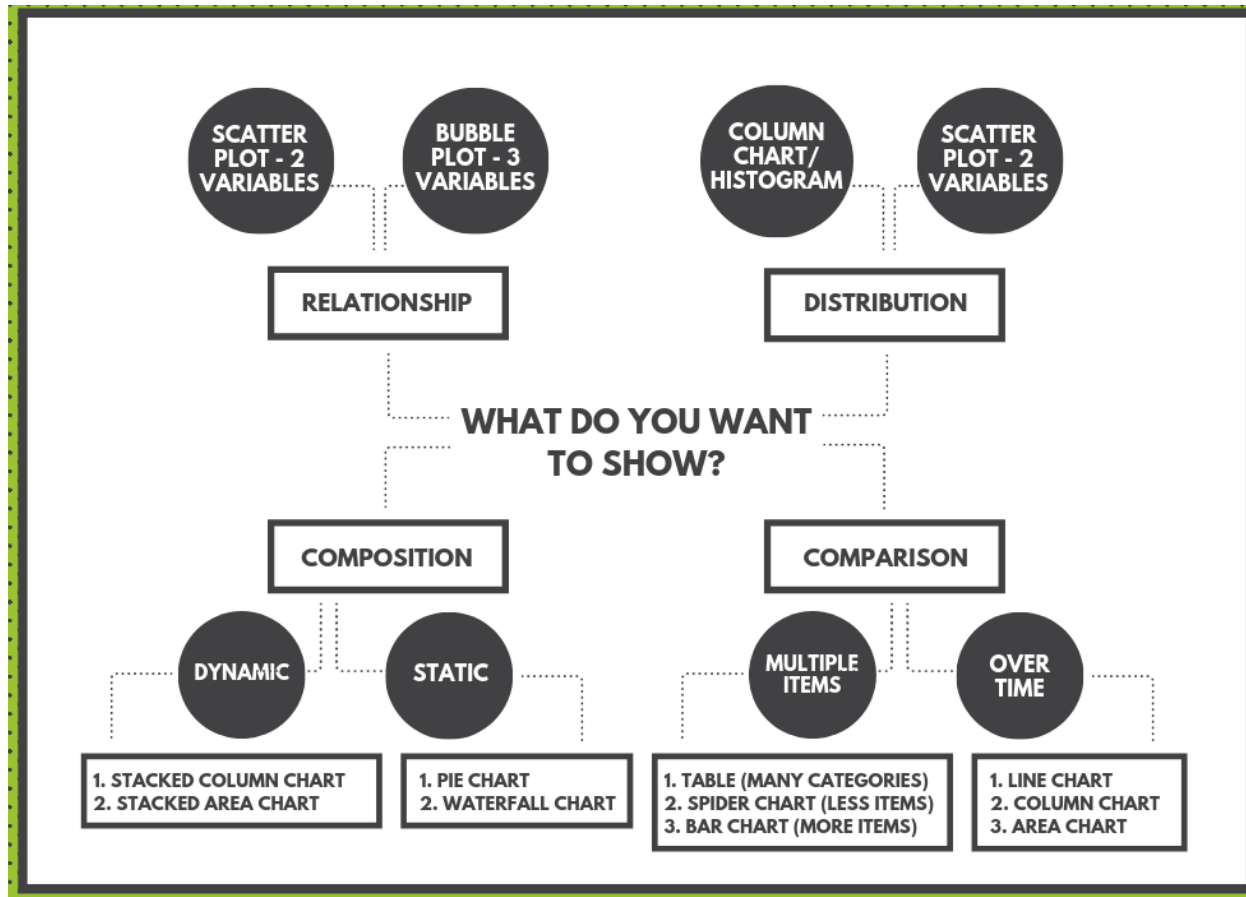 SCATTER
PLOT - 2
VARIABLES
BUBBLE
PLOT - 3
VARIABLES
COLUMN
CHART/
HISTOGRAM
SCATTER
PLOT - 2
VARIABLES
RELATIONSHIP
DISTRIBUTION
WHAT DO YOU WANT
TO SHOW?
COMPOSITION
COMPARISON
DYNAMIC
STATIC
MULTIPLE
ITEMS
OVER
TIME
1. STACKED COLUMN CHART
2. STACKED AREA CHART
1. PIE CHART
2. WATERFALL CHART
1. TABLE (MANY CATEGORIES)
2. SPIDER CHART (LESS ITEMS)
3. BAR CHART (MORE ITEMS)
1. LINE CHART
2. COLUMN CHART
3. AREA CHART